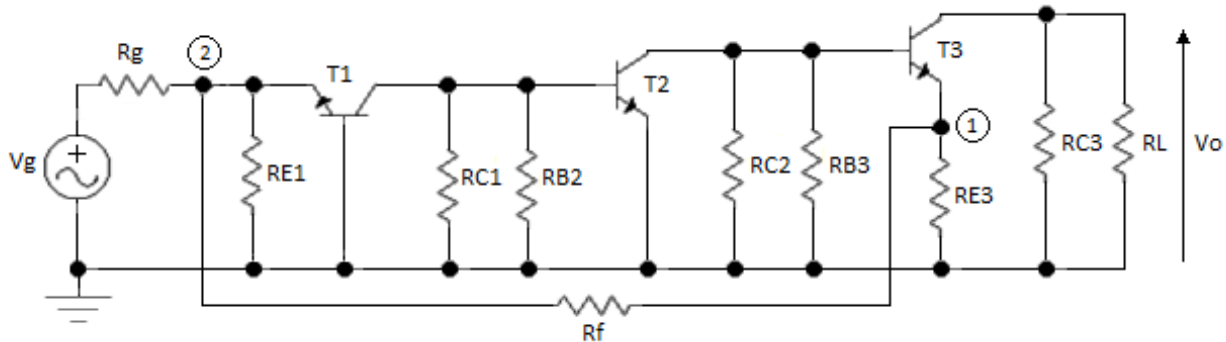 Rg
2
T1
T2
T3
1
Vg
RE1
RC1
RB2
RC2
RB3
RE3
RC3
RL
Vo
Rf